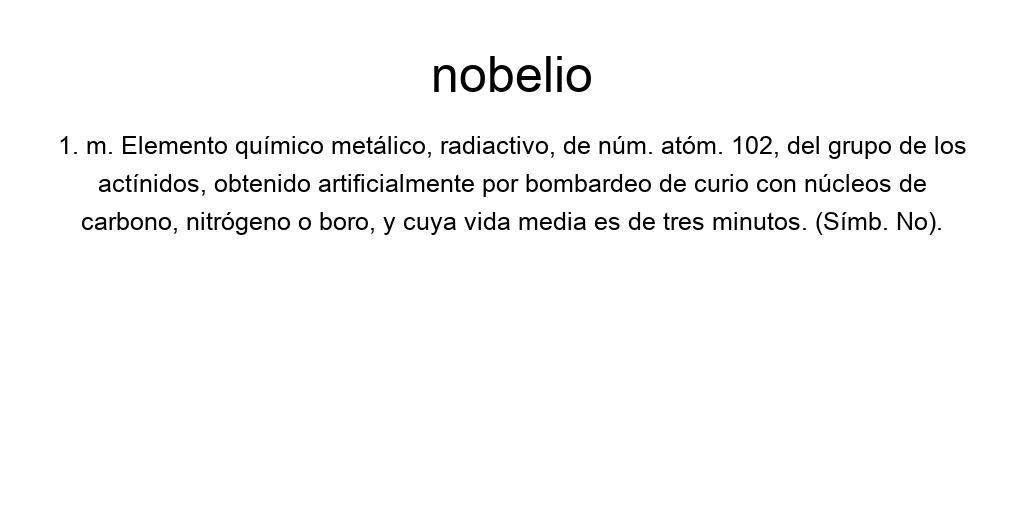 nobelio
1. m. Elemento químico metálico, radiactivo, de núm. atóm. 102, del grupo de los
actínidos, obtenido artificialmente por bombardeo de curio con núcleos de
carbono, nitrógeno o boro, y cuya vida media es de tres minutos. (Símb. No).